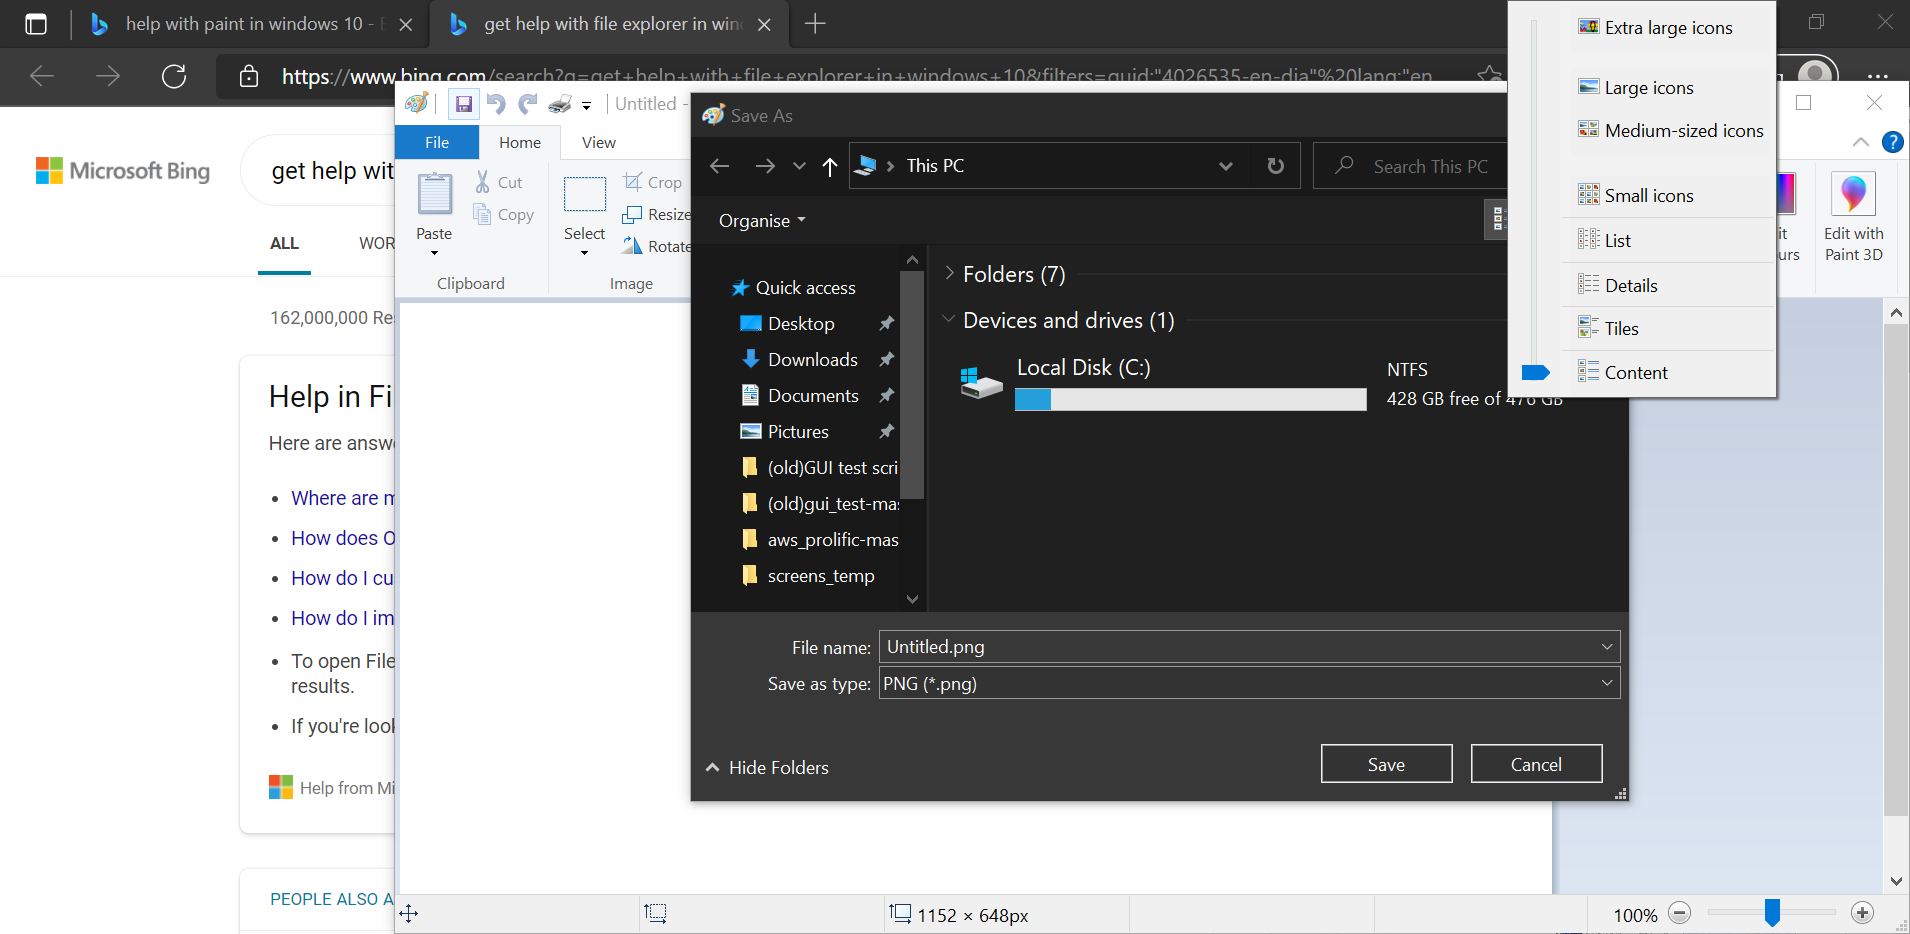 help with paint in windows 10 -
get help with file explorer in win
https://www.bing.com/search?q=get+help+with+file+explorer+in+windows+10&filters=guid:"4026535-en-dia"%20lang:"en
Microsoft Bing
get help wit
ALL
WOR
162,000,000 Res
Help in Fi
Here are answ
Where are m
How does O
How do I cu
How do I im
To open File
results.
If you're look
Help from Mi
PEOPLE ALSO A
Untitled -
File
Home
View
Paste
Cut
Copy
Clipboard
Select
Crop
Resize
Rotate
Image
it
urs
Edit with
Paint 3D
Save As
This PC
Search This PC
Organise
Quick access
Desktop
Downloads
Documents
Pictures
(old)GUI test scri
(old)gui_test-mas
aws_prolific-mas
screens_temp
Folders (7)
Devices and drives (1)
Local Disk (C:)
NTFS
428 GB free of 476 GB
File name:
Untitled.png
Save as type:
PNG (*.png)
Hide Folders
Save
Cancel
Extra large icons
Large icons
Medium-sized icons
Small icons
List
Details
Tiles
Content
1152 × 648px
100%